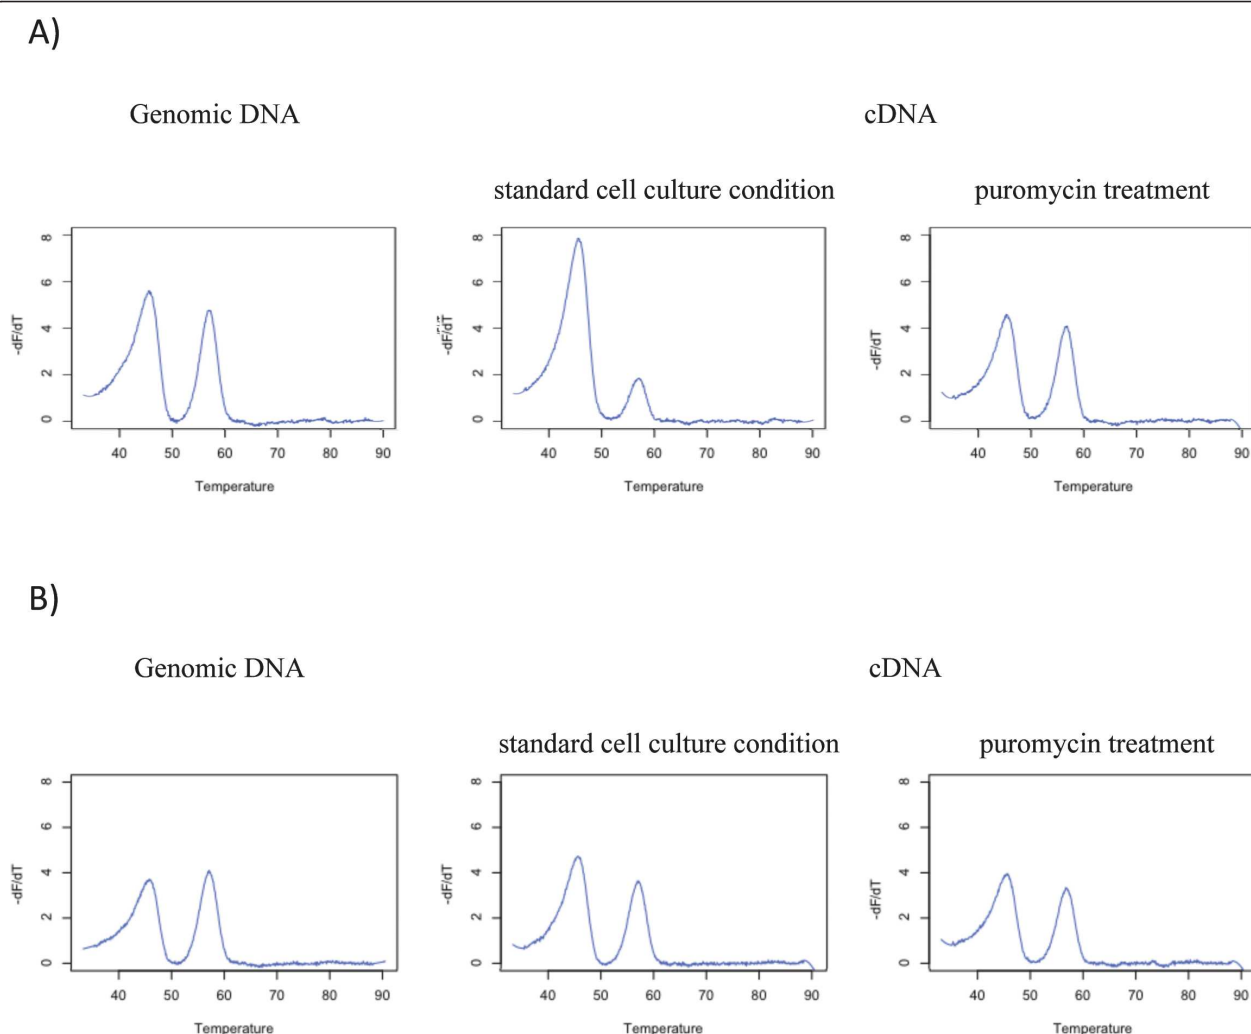 A)
Genomic DNA
cDNA
standard cell culture condition
puromycin treatment
-dF/dT
0 2 4 6 8
40 50 60 70 80 90
Temperature
-dF/dT
0 2 4 6 8
40 50 60 70 80 90
Temperature
-dF/dT
0 2 4 6 8
40 50 60 70 80 90
Temperature
B)
Genomic DNA
cDNA
standard cell culture condition
puromycin treatment
-dF/dT
0 2 4 6 8
40 50 60 70 80 90
Temperature
-dF/dT
0 2 4 6 8
40 50 60 70 80 90
Temperature
-dF/dT
0 2 4 6 8
40 50 60 70 80 90
Temperature